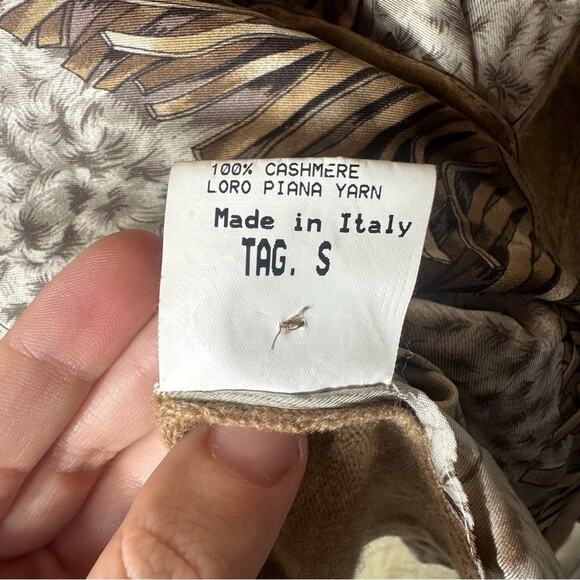 100% CASHMERE
LORO PIANA YARN
Made in Italy
TAG. S